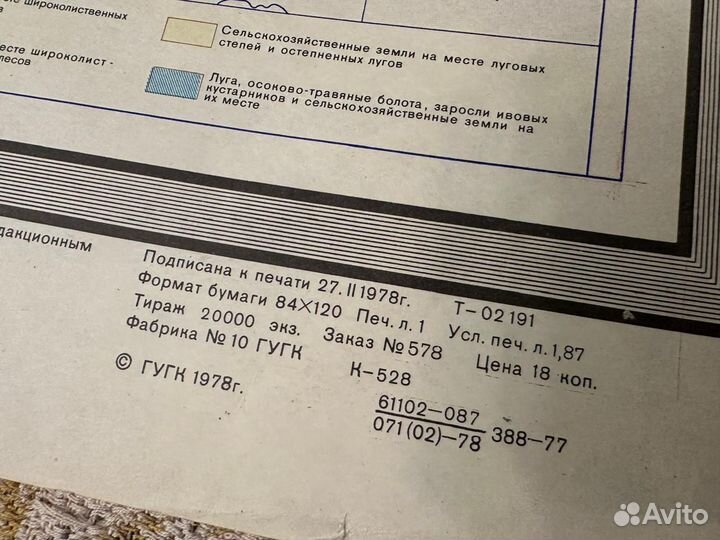 широколиственных
Сельскохозяйственные земли на месте луговых
степей и остепненных лугов
месте широколист-
лесов
Луга, осоково-травяные болота, заросли ивовых
кустарников и сельскохозяйственные земли на
их месте
дакционным
Подписана к печати 27. II 1978г. Т-02191
Формат бумаги 84×120 Печ. л. 1 Усл. печ. л. 1,87
Тираж 20000 экз. Заказ №578 Цена 18 коп.
Фабрика №10 ГУГК К-528
© ГУГК 1978г.
61102-087
071(02)-78 388-77
Avito